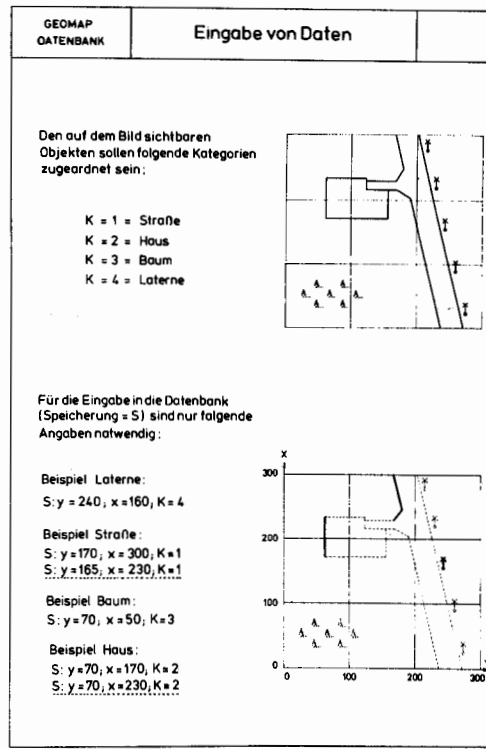 GEOMAP
DATENBANK
Eingabe von Daten
Den auf dem Bild sichtbaren
Objekten sollen folgende Kategorien
zugeordnet sein:
K = 1 = Straße
K = 2 = Haus
K = 3 = Baum
K = 4 = Laterne
Für die Eingabe in die Datenbank
(Speicherung = S) sind nur folgende
Angaben natwendig:
Beispiel Laterne:
S: y = 240; x = 160; K = 4
Beispiel Straße:
S: y = 170; x = 300; K = 1
S: y = 165; x = 230; K = 1
Beispiel Baum:
S: y = 70; x = 50; K = 3
Beispiel Haus:
S: y = 70; x = 170; K = 2
S: y = 70; x = 230; K = 2
X
300
200
100
0
0 100 200 300